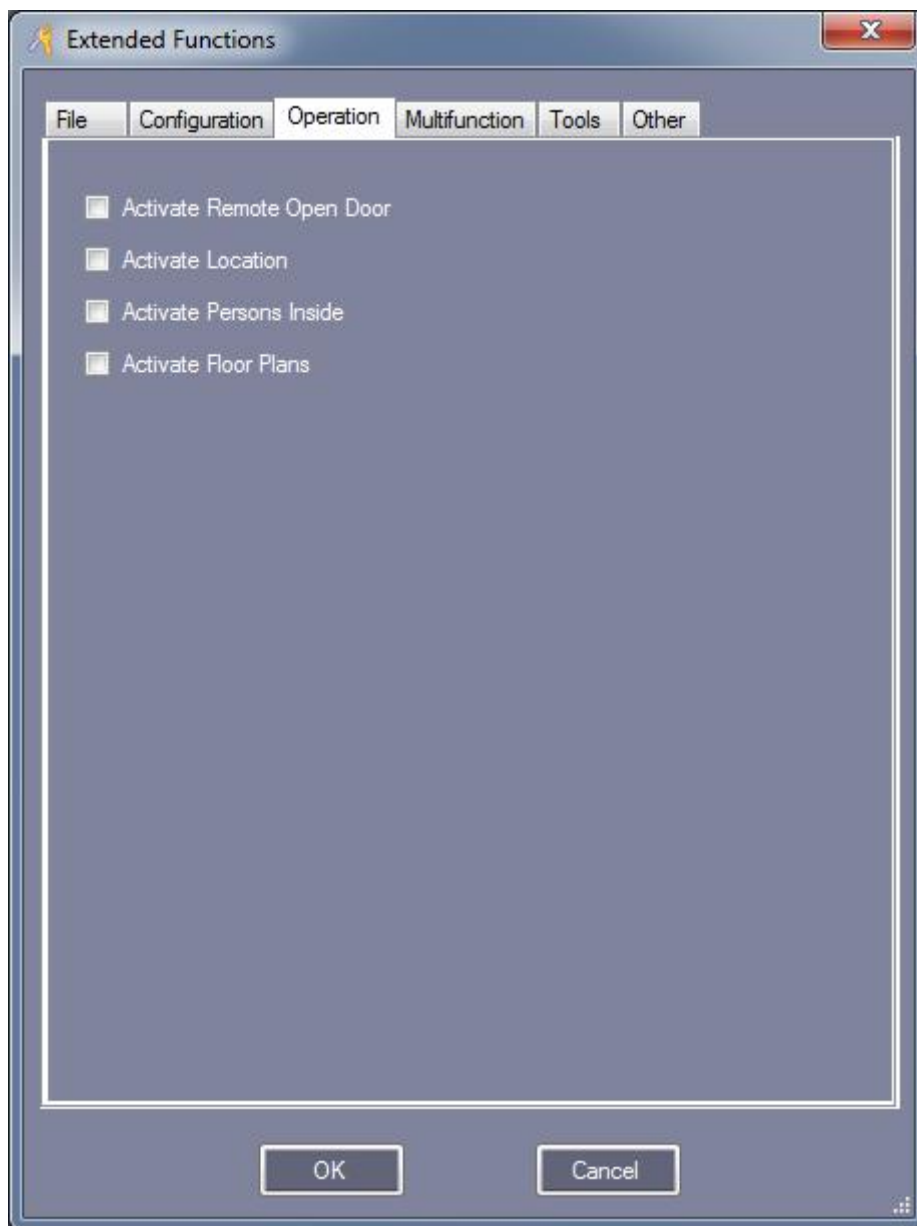 Extended Functions
File Configuration Operation Multifunction Tools Other
Activate Remote Open Door
Activate Location
Activate Persons Inside
Activate Floor Plans
OK Cancel